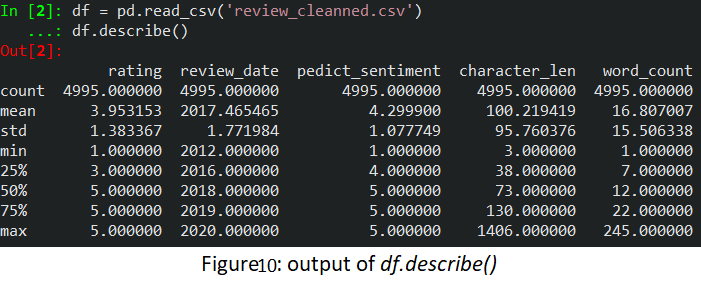 In [2]: df = pd.read_csv('review_cleanned.csv')
...: df.describe()
Out[2]:
rating review_date pedict_sentiment character_len word_count
count 4995.000000 4995.000000 4995.000000 4995.000000 4995.000000
mean 3.953153 2017.465465 4.299900 100.219419 16.807007
std 1.383367 1.771984 1.077749 95.760376 15.506338
min 1.000000 2012.000000 1.000000 3.000000 1.000000
25% 3.000000 2016.000000 4.000000 38.000000 7.000000
50% 5.000000 2018.000000 5.000000 73.000000 12.000000
75% 5.000000 2019.000000 5.000000 130.000000 22.000000
max 5.000000 2020.000000 5.000000 1406.000000 245.000000
Figure10: output of df.describe()